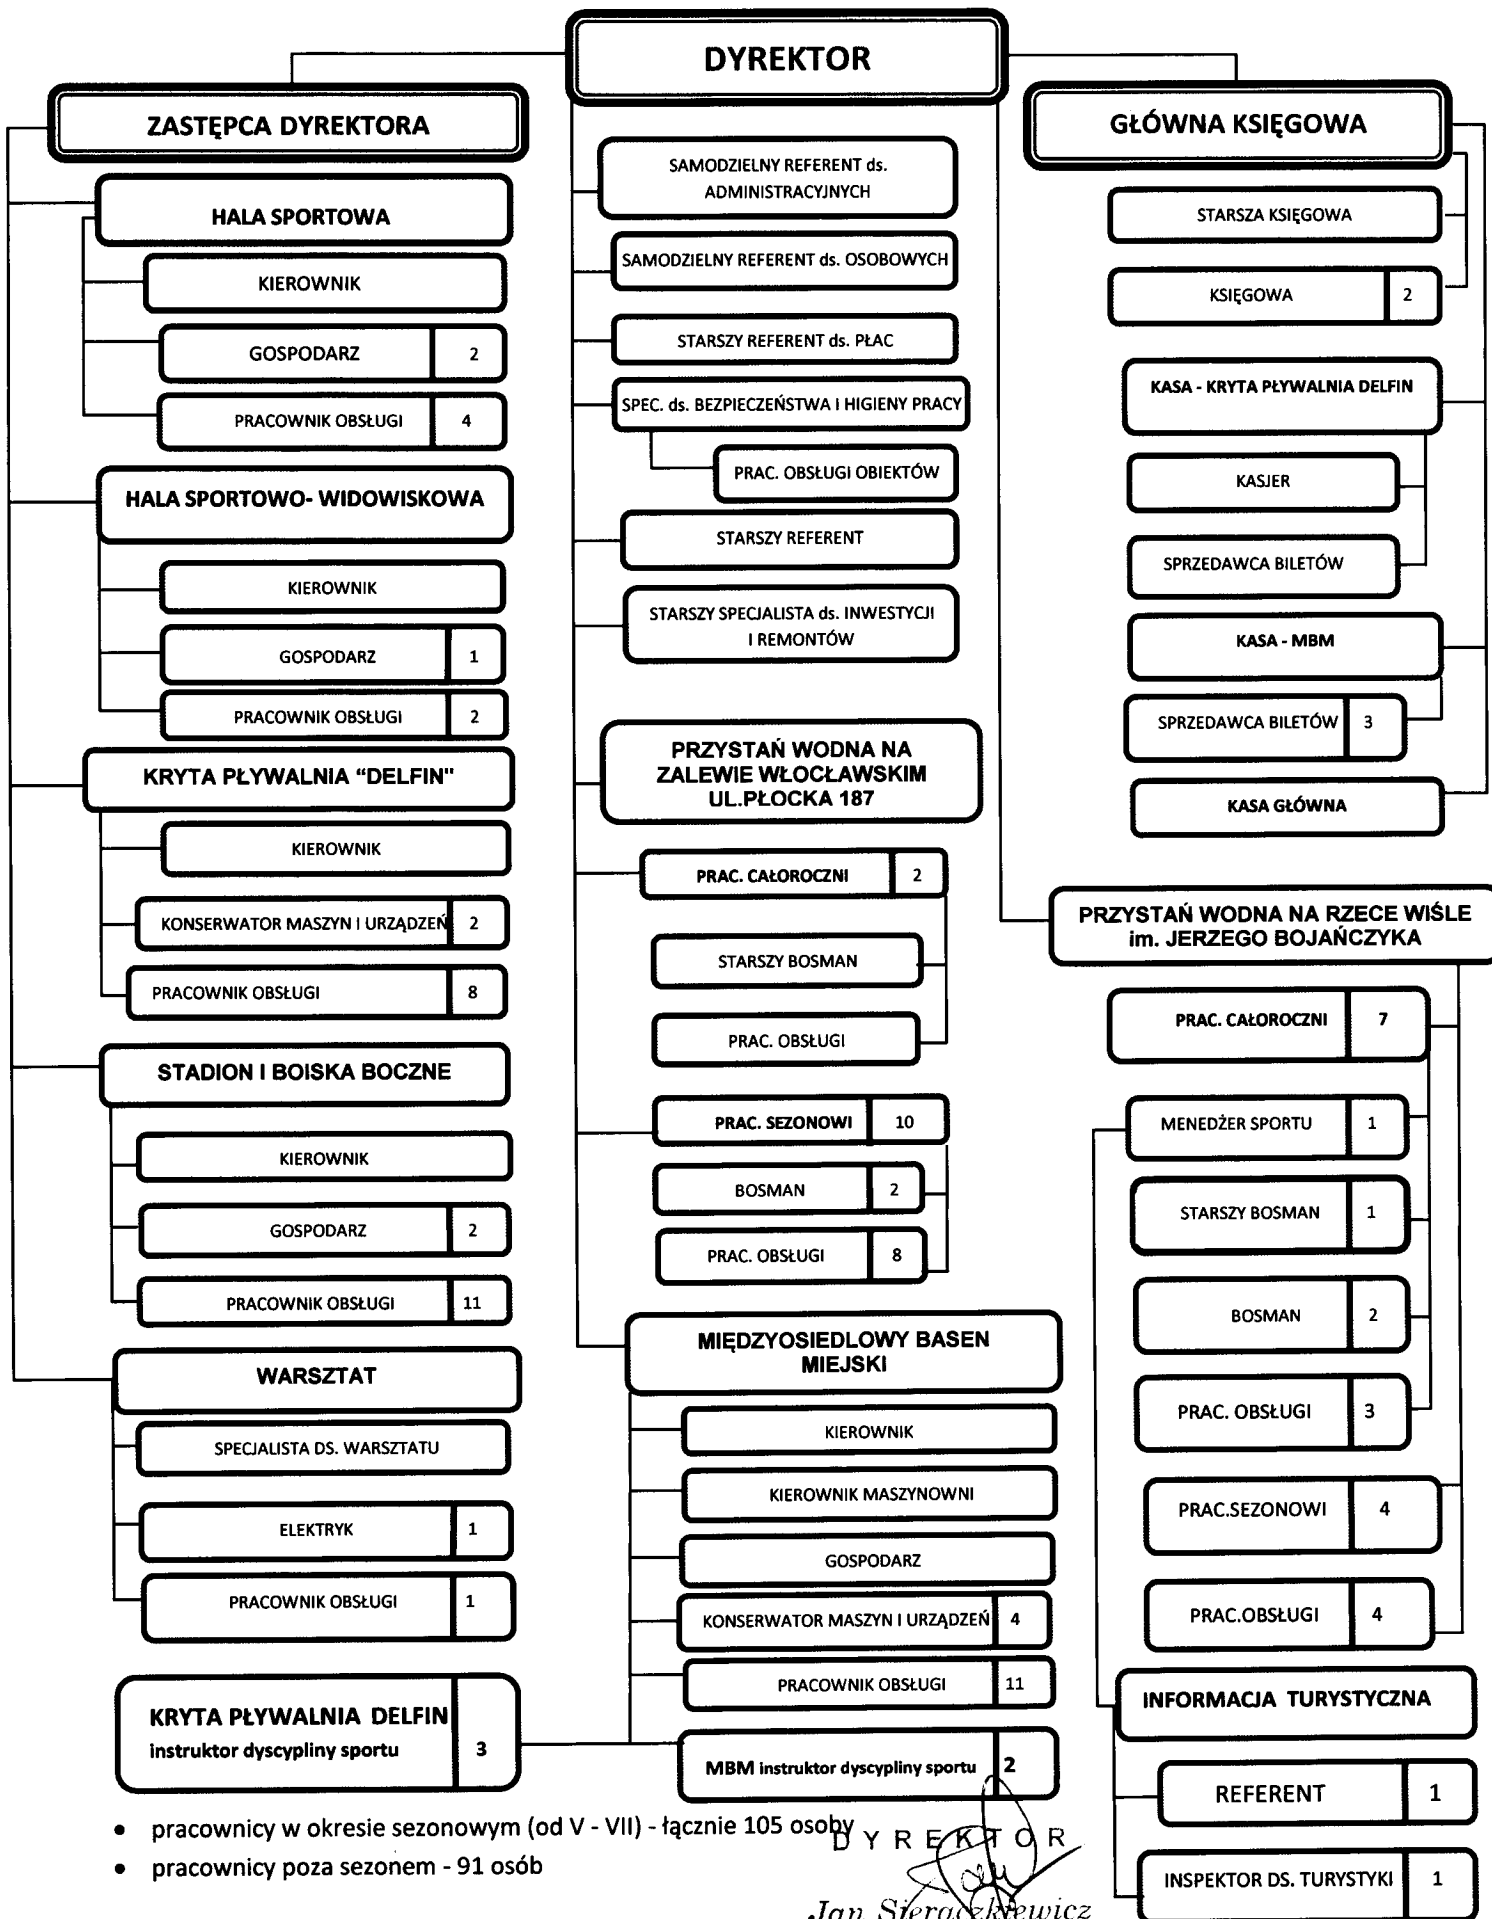 DYREKTOR
ZASTĘPCA DYREKTORA
HALA SPORTOWA
KIEROWNIK
GOSPODARZ 2
PRACOWNIK OBSŁUGI 4
HALA SPORTOWO- WIDOWISKOWA
KIEROWNIK
GOSPODARZ 1
PRACOWNIK OBSŁUGI 2
KRYTA PŁYWALNIA “DELFIN"
KIEROWNIK
KONSERWATOR MASZYN I URZĄDZEŃ 2
PRACOWNIK OBSŁUGI 8
STADION I BOISKA BOCZNE
KIEROWNIK
GOSPODARZ 2
PRACOWNIK OBSŁUGI 11
WARSZTAT
SPECJALISTA DS. WARSZTATU
ELEKTRYK 1
PRACOWNIK OBSŁUGI 1
KRYTA PŁYWALNIA DELFIN
instruktor dyscypliny sportu 3
SAMODZIELNY REFERENT ds.
ADMINISTRACYJNYCH
SAMODZIELNY REFERENT ds. OSOBOWYCH
STARSZY REFERENT ds. PŁAC
SPEC. ds. BEZPIECZEŃSTWA I HIGIENY PRACY
PRAC. OBSŁUGI OBIEKTÓW
STARSZY REFERENT
STARSZY SPECJALISTA ds. INWESTYCJI
I REMONTÓW
PRZYSTAŃ WODNA NA
ZALEWIE WŁOCŁAWSKIM
UL.PŁOCKA 187
PRAC. CAŁOROCZNI 2
STARSZY BOSMAN
PRAC. OBSŁUGI
PRAC. SEZONOWI 10
BOSMAN 2
PRAC. OBSŁUGI 8
MIĘDZYOSIEDLOWY BASEN
MIEJSKI
KIEROWNIK
KIEROWNIK MASZYNOWNI
GOSPODARZ
KONSERWATOR MASZYN I URZĄDZEŃ 4
PRACOWNIK OBSŁUGI 11
MBM instruktor dyscypliny sportu 2
GŁÓWNA KSIĘGOWA
STARSZA KSIĘGOWA
KSIĘGOWA 2
KASA - KRYTA PŁYWALNIA DELFIN
KASJER
SPRZEDAWCA BILETÓW
KASA - MBM
SPRZEDAWCA BILETÓW 3
KASA GŁÓWNA
PRZYSTAŃ WODNA NA RZECE WIŚLE
im. JERZEGO BOJAŃCZYKA
PRAC. CAŁOROCZNI 7
MENEDŻER SPORTU 1
STARSZY BOSMAN 1
BOSMAN 2
PRAC. OBSŁUGI 3
PRAC.SEZONOWI 4
PRAC.OBSŁUGI 4
INFORMACJA TURYSTYCZNA
REFERENT 1
INSPEKTOR DS. TURYSTYKI 1
• pracownicy w okresie sezonowym (od V - VII) - łącznie 105 osoby
• pracownicy poza sezonem - 91 osób
DYREKTOR
Jan Sieraczkiewicz